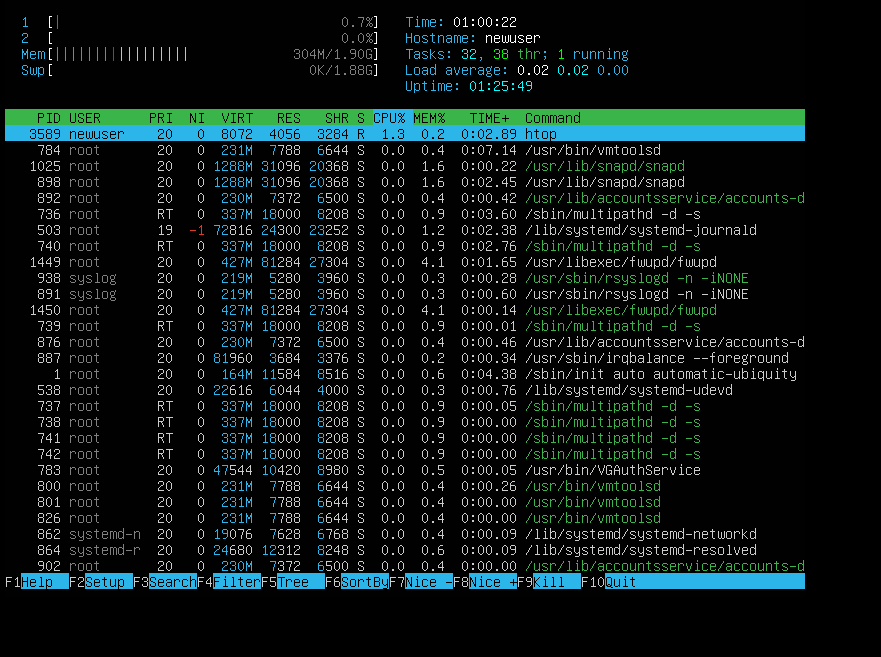 1 [| 0.7%] Time: 01:00:22
2 [ 0.0%] Hostname: newuser
Mem[||||||||||||||||| 304M/1.90G] Tasks: 32, 38 thr; 1 running
Swp[ 0K/1.88G] Load average: 0.02 0.02 0.00
Uptime: 01:25:49
PID USER PRI NI VIRT RES SHR S CPU% MEM% TIME+ Command
3589 newuser 20 0 8072 4056 3284 R 1.3 0.2 0:02.89 htop
784 root 20 0 231M 7788 6644 S 0.0 0.4 0:07.14 /usr/bin/vmtoolsd
1025 root 20 0 1288M 31096 20368 S 0.0 1.6 0:00.22 /usr/lib/snapd/snapd
898 root 20 0 1288M 31096 20368 S 0.0 1.6 0:02.45 /usr/lib/snapd/snapd
892 root 20 0 230M 7372 6500 S 0.0 0.4 0:00.42 /usr/lib/accountsservice/accounts-d
736 root RT 0 337M 18000 8208 S 0.0 0.9 0:03.60 /sbin/multipathd -d -s
503 root 19 -1 72816 24300 23252 S 0.0 1.2 0:02.38 /lib/systemd/systemd-journald
740 root RT 0 337M 18000 8208 S 0.0 0.9 0:02.76 /sbin/multipathd -d -s
1449 root 20 0 427M 81284 27304 S 0.0 4.1 0:01.65 /usr/libexec/fwupd/fwupd
938 syslog 20 0 219M 5280 3960 S 0.0 0.3 0:00.28 /usr/sbin/rsyslogd -n -iNONE
891 syslog 20 0 219M 5280 3960 S 0.0 0.3 0:00.60 /usr/sbin/rsyslogd -n -iNONE
1450 root 20 0 427M 81284 27304 S 0.0 4.1 0:00.14 /usr/libexec/fwupd/fwupd
739 root RT 0 337M 18000 8208 S 0.0 0.9 0:00.01 /sbin/multipathd -d -s
876 root 20 0 230M 7372 6500 S 0.0 0.4 0:00.46 /usr/lib/accountsservice/accounts-d
887 root 20 0 81960 3684 3376 S 0.0 0.2 0:00.34 /usr/sbin/irqbalance --foreground
1 root 20 0 164M 11584 8516 S 0.0 0.6 0:04.38 /sbin/init auto automatic-ubiquity
538 root 20 0 22616 6044 4000 S 0.0 0.3 0:00.76 /lib/systemd/systemd-udevd
737 root RT 0 337M 18000 8208 S 0.0 0.9 0:00.05 /sbin/multipathd -d -s
738 root RT 0 337M 18000 8208 S 0.0 0.9 0:00.00 /sbin/multipathd -d -s
741 root RT 0 337M 18000 8208 S 0.0 0.9 0:00.00 /sbin/multipathd -d -s
742 root RT 0 337M 18000 8208 S 0.0 0.9 0:00.00 /sbin/multipathd -d -s
783 root 20 0 47544 10420 8980 S 0.0 0.5 0:00.05 /usr/bin/VGAuthService
800 root 20 0 231M 7788 6644 S 0.0 0.4 0:00.26 /usr/bin/vmtoolsd
801 root 20 0 231M 7788 6644 S 0.0 0.4 0:00.00 /usr/bin/vmtoolsd
826 root 20 0 231M 7788 6644 S 0.0 0.4 0:00.00 /usr/bin/vmtoolsd
862 systemd-n 20 0 19076 7628 6768 S 0.0 0.4 0:00.09 /lib/systemd/systemd-networkd
864 systemd-r 20 0 24680 12312 8248 S 0.0 0.6 0:00.09 /lib/systemd/systemd-resolved
902 root 20 0 230M 7372 6500 S 0.0 0.4 0:00.00 /usr/lib/accountsservice/accounts-d
F1Help F2Setup F3SearchF4FilterF5Tree F6SortByF7Nice -F8Nice +F9Kill F10Quit